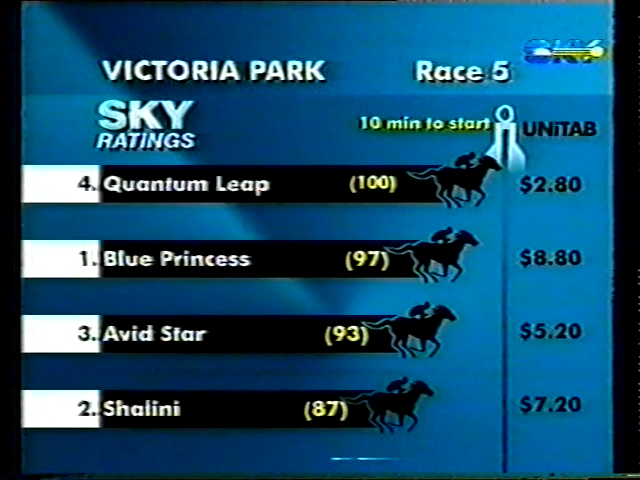 SKY
VICTORIA PARK Race 5
SKY
RATINGS
10 min to start UNiTAB
4. Quantum Leap (100) $2.80
1. Blue Princess (97) $8.80
3. Avid Star (93) $5.20
2. Shalini (87) $7.20